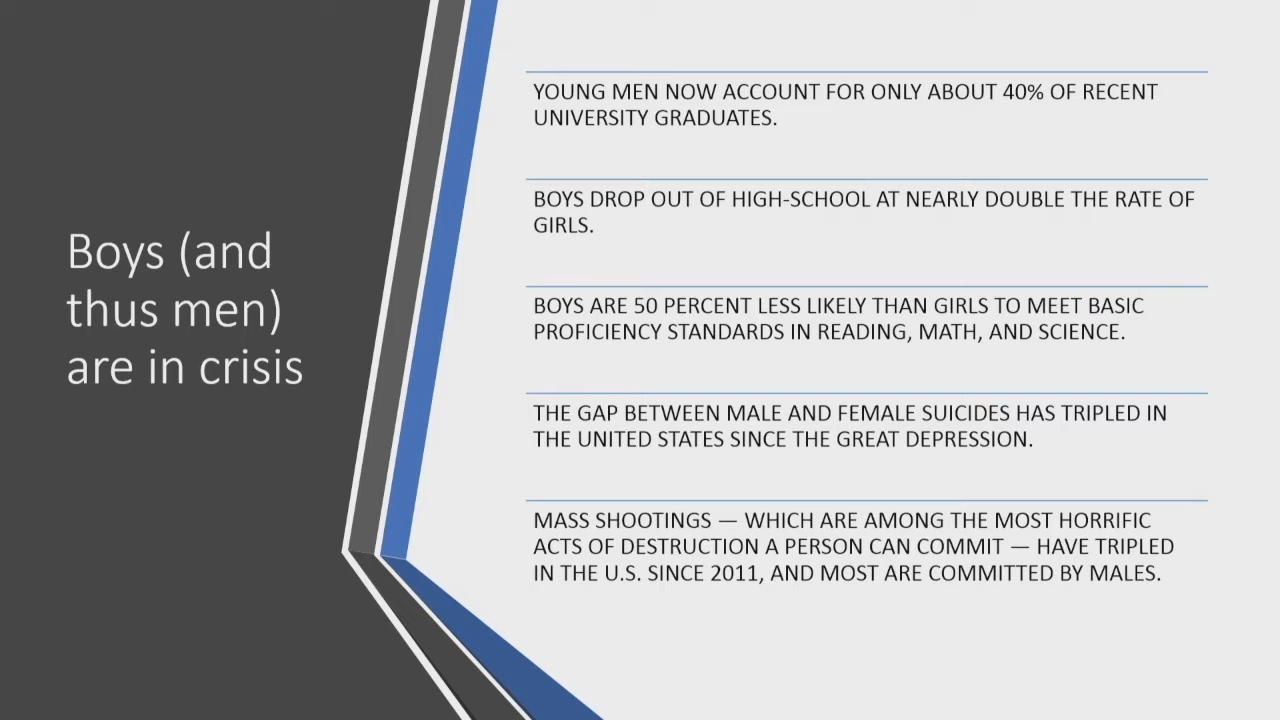 Boys (and
thus men)
are in crisis
YOUNG MEN NOW ACCOUNT FOR ONLY ABOUT 40% OF RECENT
UNIVERSITY GRADUATES.
BOYS DROP OUT OF HIGH-SCHOOL AT NEARLY DOUBLE THE RATE OF
GIRLS.
BOYS ARE 50 PERCENT LESS LIKELY THAN GIRLS TO MEET BASIC
PROFICIENCY STANDARDS IN READING, MATH, AND SCIENCE.
THE GAP BETWEEN MALE AND FEMALE SUICIDES HAS TRIPLED IN
THE UNITED STATES SINCE THE GREAT DEPRESSION.
MASS SHOOTINGS — WHICH ARE AMONG THE MOST HORRIFIC
ACTS OF DESTRUCTION A PERSON CAN COMMIT — HAVE TRIPLED
IN THE U.S. SINCE 2011, AND MOST ARE COMMITTED BY MALES.